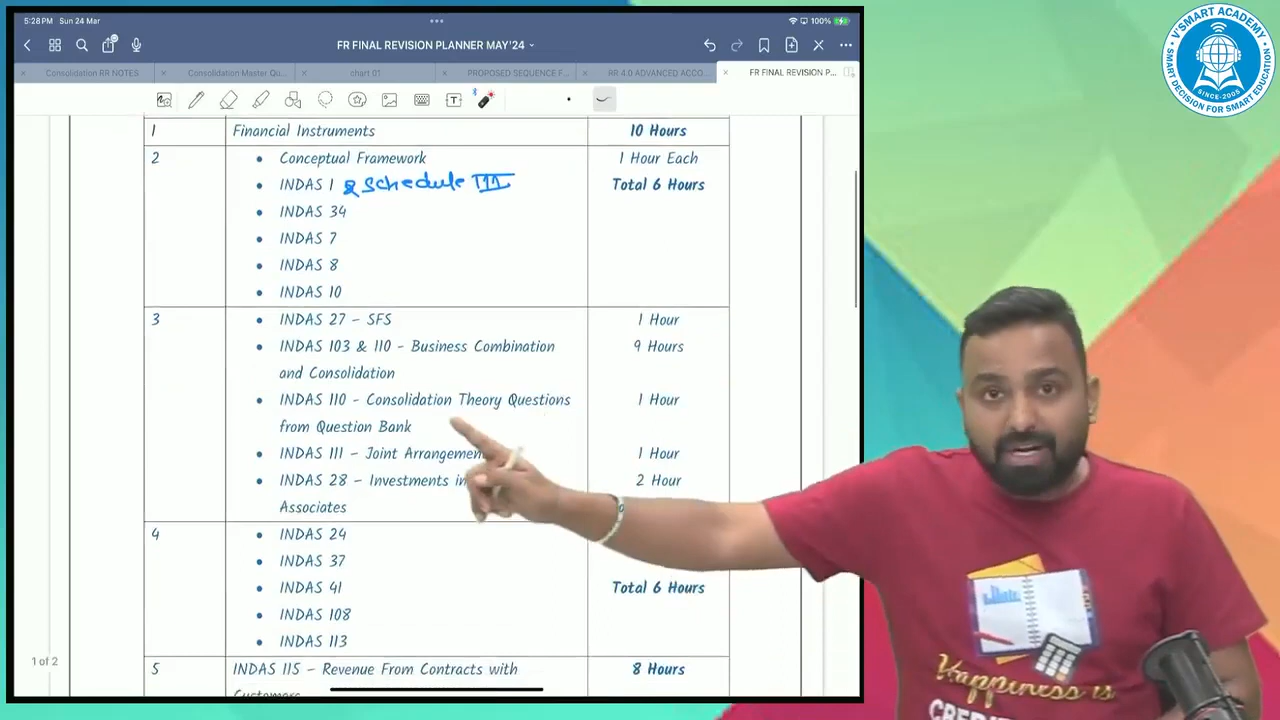 5:28 PM Sun 24 Mar
100%
FR FINAL REVISION PLANNER MAY'24
Consolidation RR NOTES
Consolidation Master Qu...
chart 01
PROPOSED SEQUENCE F...
RR 4.0 ADVANCED ACCO...
FR FINAL REVISION P...
1 Financial Instruments 10 Hours
2 • Conceptual Framework 1 Hour Each
• INDAS 1 & Schedule III Total 6 Hours
• INDAS 34
• INDAS 7
• INDAS 8
• INDAS 10
3 • INDAS 27 – SFS 1 Hour
• INDAS 103 & 110 – Business Combination 9 Hours
and Consolidation
• INDAS 110 – Consolidation Theory Questions 1 Hour
from Question Bank
• INDAS 111 – Joint Arrangemen 1 Hour
• INDAS 28 – Investments in 2 Hour
Associates
4 • INDAS 24
• INDAS 37
• INDAS 41 Total 6 Hours
• INDAS 108
• INDAS 113
5 INDAS 115 – Revenue From Contracts with 8 Hours
Customers
1 of 2
V'SMART ACADEMY
SMART DECISION FOR SMART EDUCATION
SINCE-2005
Happiness is
CREDI